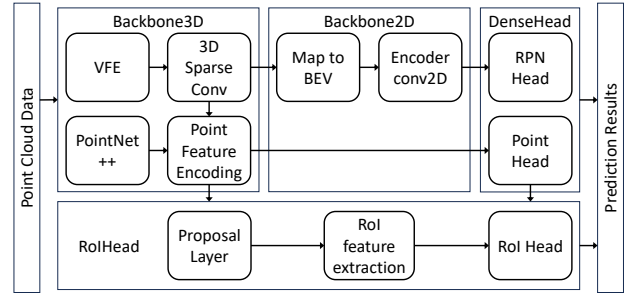 Point Cloud Data
Backbone3D
VFE
3D
Sparse
Conv
PointNet
++
Point
Feature
Encoding
Backbone2D
Map to
BEV
Encoder
conv2D
DenseHead
RPN
Head
Point
Head
RoIHead
Proposal
Layer
RoI
feature
extraction
RoI Head
Prediction Results